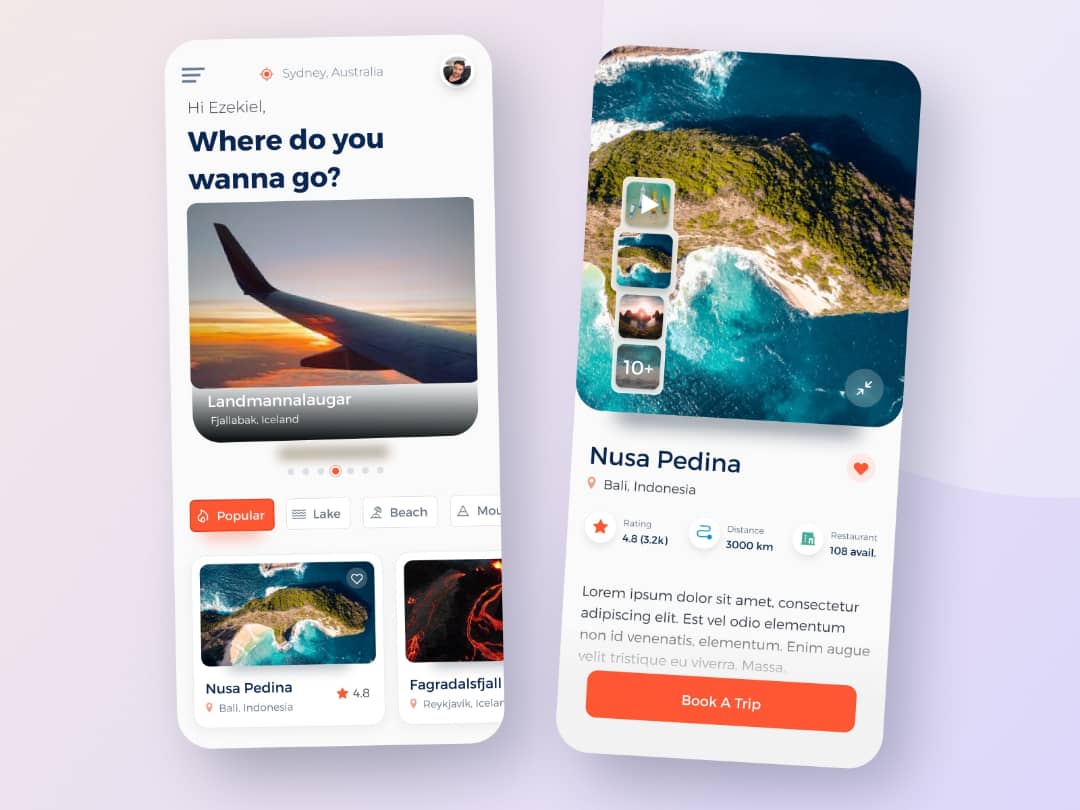 Sydney, Australia
Hi Ezekiel,
Where do you
wanna go?
Landmannalaugar
Fjallabak, Iceland
Popular
Lake
Beach
Mou
Nusa Pedina
4.8
Bali, Indonesia
Fagradalsfjall
Reykjavik, Icelan
10+
Nusa Pedina
Bali, Indonesia
Rating
4.8 (3.2k)
Distance
3000 km
Restaurant
108 avail.
Lorem ipsum dolor sit amet, consectetur
adipiscing elit. Est vel odio elementum
non id venenatis, elementum. Enim augue
velit tristique eu viverra. Massa,
Book A Trip